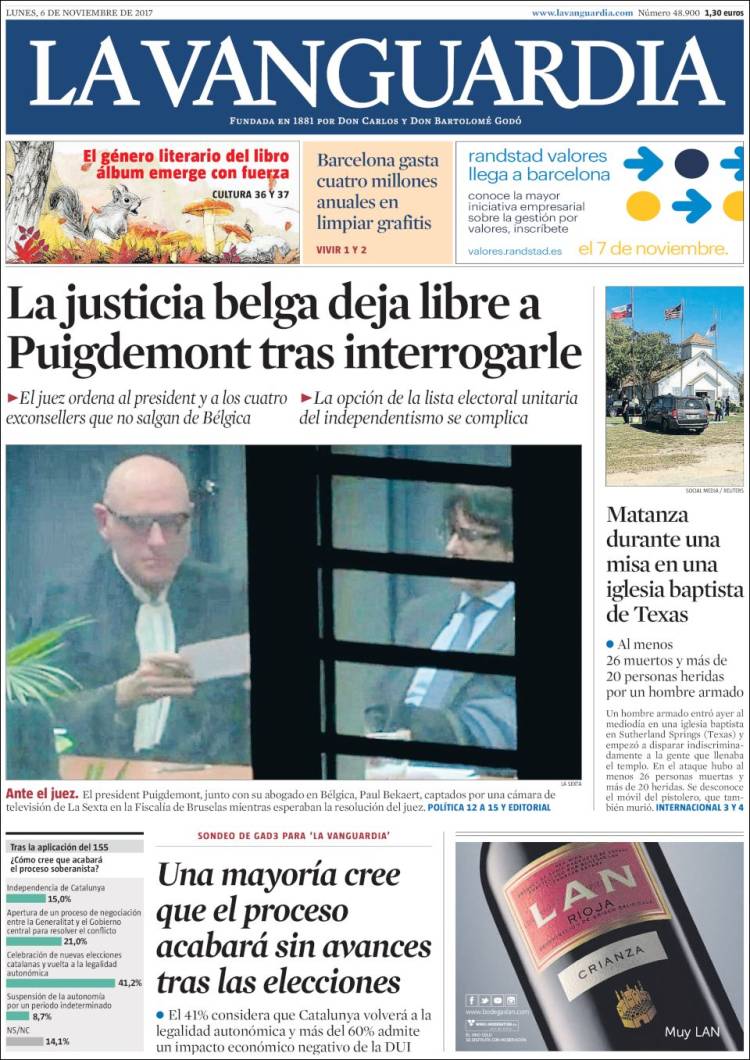 LUNES, 6 DE NOVIEMBRE DE 2017
www.lavanguardia.com Número 48.900 1,30 euros
LA VANGUARDIA
FUNDADA EN 1881 POR DON CARLOS Y DON BARTOLOMÉ GODÓ
El género literario del libro
álbum emerge con fuerza
CULTURA 36 Y 37
Barcelona gasta
cuatro millones
anuales en
limpiar grafitis
VIVIR 1 Y 2
randstad valores
llega a barcelona
conoce la mayor
iniciativa empresarial
sobre la gestión por
valores, inscríbete
valores.randstad.es
el 7 de noviembre.
La justicia belga deja libre a
Puigdemont tras interrogarle
El juez ordena al president y a los cuatro
exconsellers que no salgan de Bélgica
La opción de la lista electoral unitaria
del independentismo se complica
LA SEXTA
Ante el juez. El president Puigdemont, junto con su abogado en Bélgica, Paul Bekaert, captados por una cámara de
televisión de La Sexta en la Fiscalía de Bruselas mientras esperaban la resolución del juez. POLÍTICA 12 A 15 Y EDITORIAL
SOCIAL MEDIA / REUTERS
Matanza
durante una
misa en una
iglesia baptista
de Texas
• Al menos
26 muertos y más de
20 personas heridas
por un hombre armado
Un hombre armado entró ayer al
mediodía en una iglesia baptista
en Sutherland Springs (Texas) y
empezó a disparar indiscriminada-
mente a la gente que llenaba
el templo. En el ataque hubo al
menos 26 personas muertas y
más de 20 heridas. Se desconoce
el móvil del pistolero, que tam-
bién murió. INTERNACIONAL 3 Y 4
Tras la aplicación del 155
¿Cómo cree que acabará
el proceso soberanista?
Independencia de Catalunya
15,0%
Apertura de un proceso de negociación
entre la Generalitat y el Gobierno
central para resolver el conflicto
21,0%
Celebración de nuevas elecciones
catalanas y vuelta a la legalidad
autonómica
41,2%
Suspensión de la autonomía
por un periodo indeterminado
8,7%
NS/NC
14,1%
SONDEO DE GAD3 PARA 'LA VANGUARDIA'
Una mayoría cree
que el proceso
acabará sin avances
tras las elecciones
• El 41% considera que Catalunya volverá a la
legalidad autonómica y más del 60% admite
un impacto económico negativo de la DUI
LAN
RIOJA
CRIANZA
www.bodegaslan.com
Muy LAN